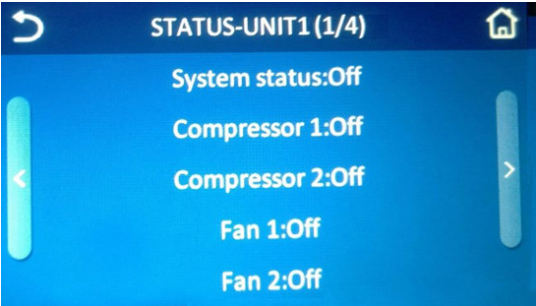 STATUS-UNIT1 (1/4)
System status:Off
Compressor 1:Off
Compressor 2:Off
Fan 1:Off
Fan 2:Off